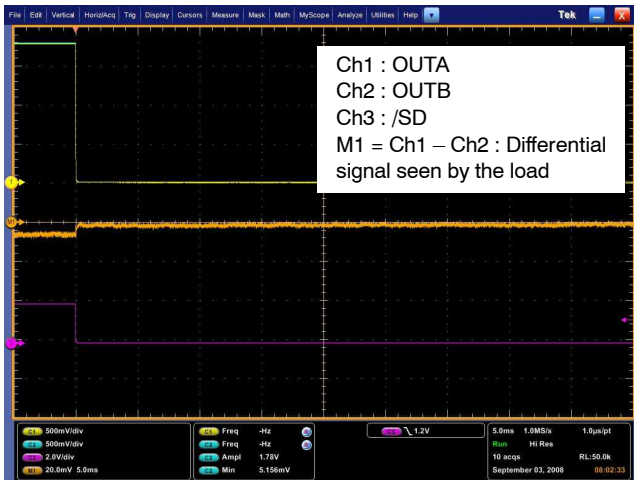 File Edit Vertical Horiz/Acq Trig Display Cursors Measure Mask Math MyScope Analyze Utilities Help Tek X
Ch1 : OUTA
Ch2 : OUTB
Ch3 : /SD
M1 = Ch1 – Ch2 : Differential
signal seen by the load
1
M1
C1 500mV/div C1 Freq -Hz 1.2V 5.0ms 1.0MS/s 1.0µs/pt
C2 500mV/div C2 Freq -Hz Run Hi Res
C3 2.0V/div C2 Ampl 1.78V 10 acqs RL:50.0k
M1 20.0mV 5.0ms C2 Min 5.156mV September 03, 2008 08:02:33